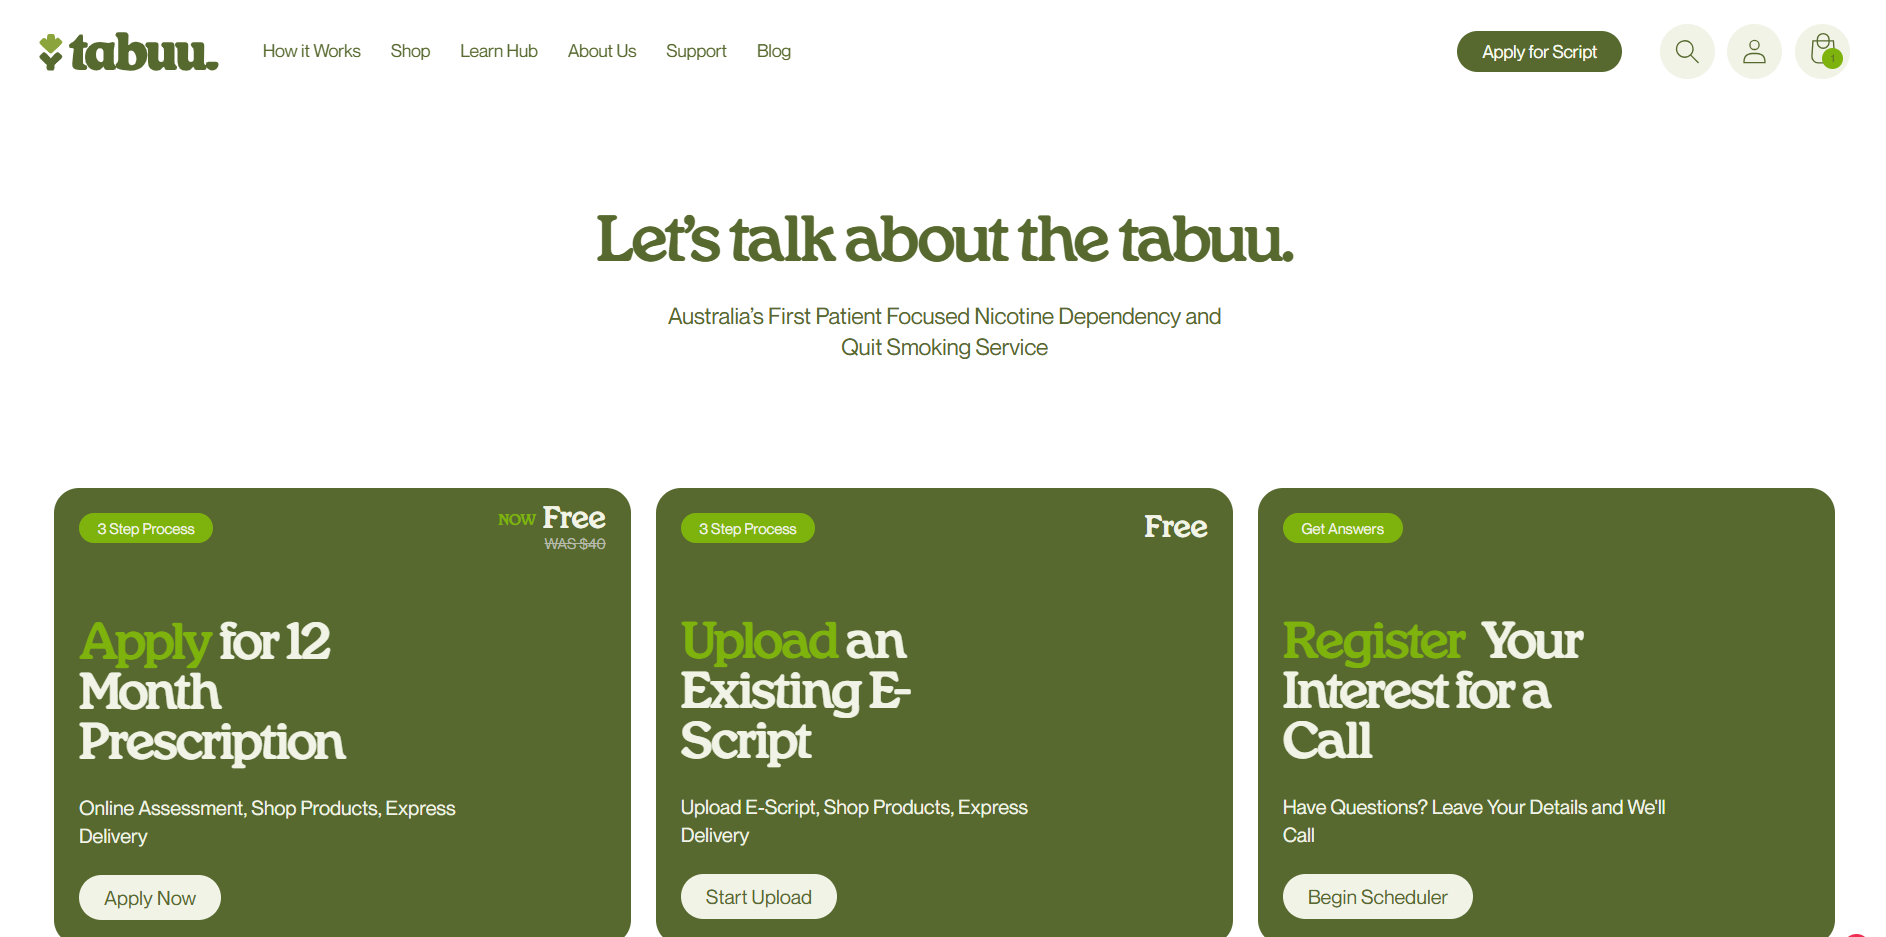 tabuu.
How it Works
Shop
Learn Hub
About Us
Support
Blog
Apply for Script
1
Let's talk about the tabuu.
Australia's First Patient Focused Nicotine Dependency and
Quit Smoking Service
3 Step Process
NOW Free
WAS $40
Apply for 12
Month
Prescription
Online Assessment, Shop Products, Express
Delivery
Apply Now
3 Step Process
Free
Upload an
Existing E-
Script
Upload E-Script, Shop Products, Express
Delivery
Start Upload
Get Answers
Register Your
Interest for a
Call
Have Questions? Leave Your Details and We'll
Call
Begin Scheduler